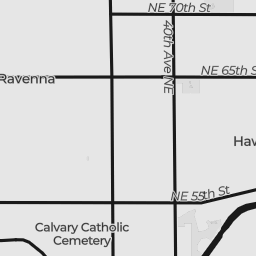 NE 70th St
40th Ave NE
NE 65th S
Ravenna
Hav
NE 55th St
Calvary Catholic
Cemetery